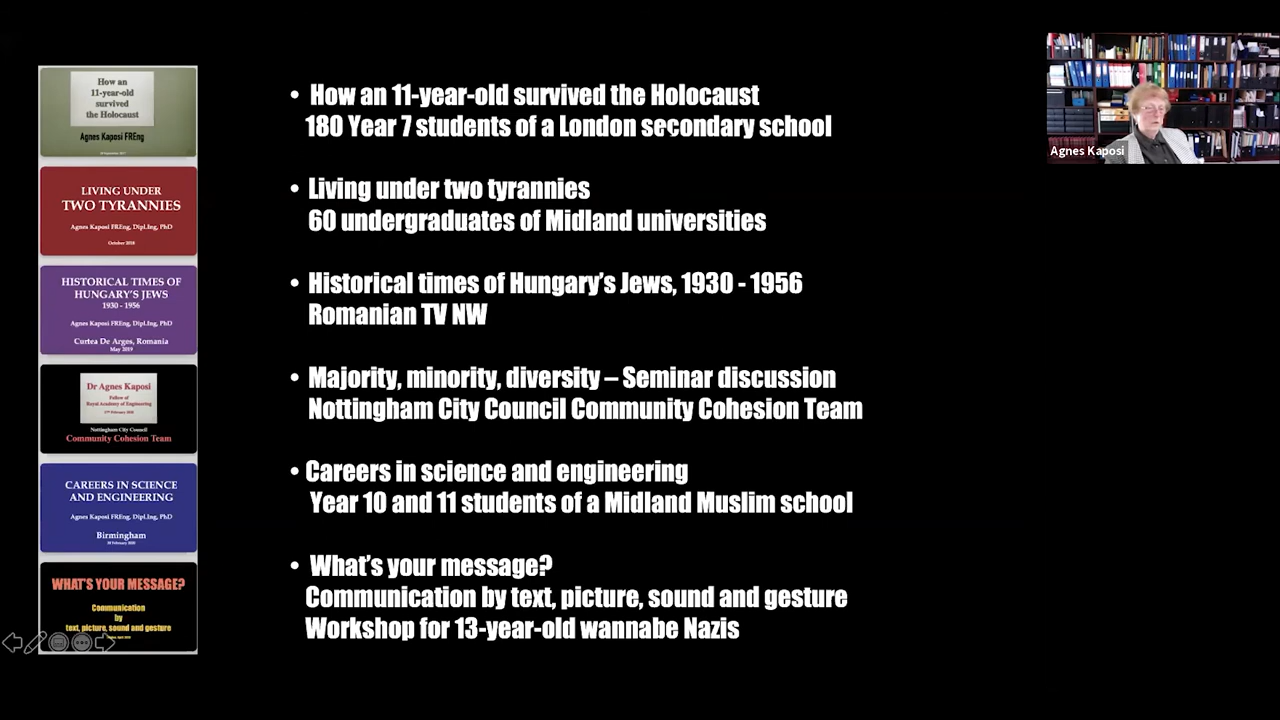 How an
11-year-old
survived
the Holocaust
Agnes Kaposi FREng
LIVING UNDER
TWO TYRANNIES
Agnes Kaposi FREng, Dipl.Ing, PhD
October 2018
HISTORICAL TIMES OF
HUNGARY'S JEWS
1930 - 1956
Agnes Kaposi FREng, Dipl.Ing, PhD
Curtea De Arges, Romania
May 2019
Dr Agnes Kaposi
Fellow of
Royal Academy of Engineering
Nottingham City Council
Community Cohesion Team
CAREERS IN SCIENCE
AND ENGINEERING
Agnes Kaposi FREng, Dipl.Ing, PhD
Birmingham
WHAT'S YOUR MESSAGE?
Communication
by
text, picture, sound and gesture
• How an 11-year-old survived the Holocaust
180 Year 7 students of a London secondary school
• Living under two tyrannies
60 undergraduates of Midland universities
• Historical times of Hungary's Jews, 1930 - 1956
Romanian TV NW
• Majority, minority, diversity – Seminar discussion
Nottingham City Council Community Cohesion Team
• Careers in science and engineering
Year 10 and 11 students of a Midland Muslim school
• What's your message?
Communication by text, picture, sound and gesture
Workshop for 13-year-old wannabe Nazis
Agnes Kaposi